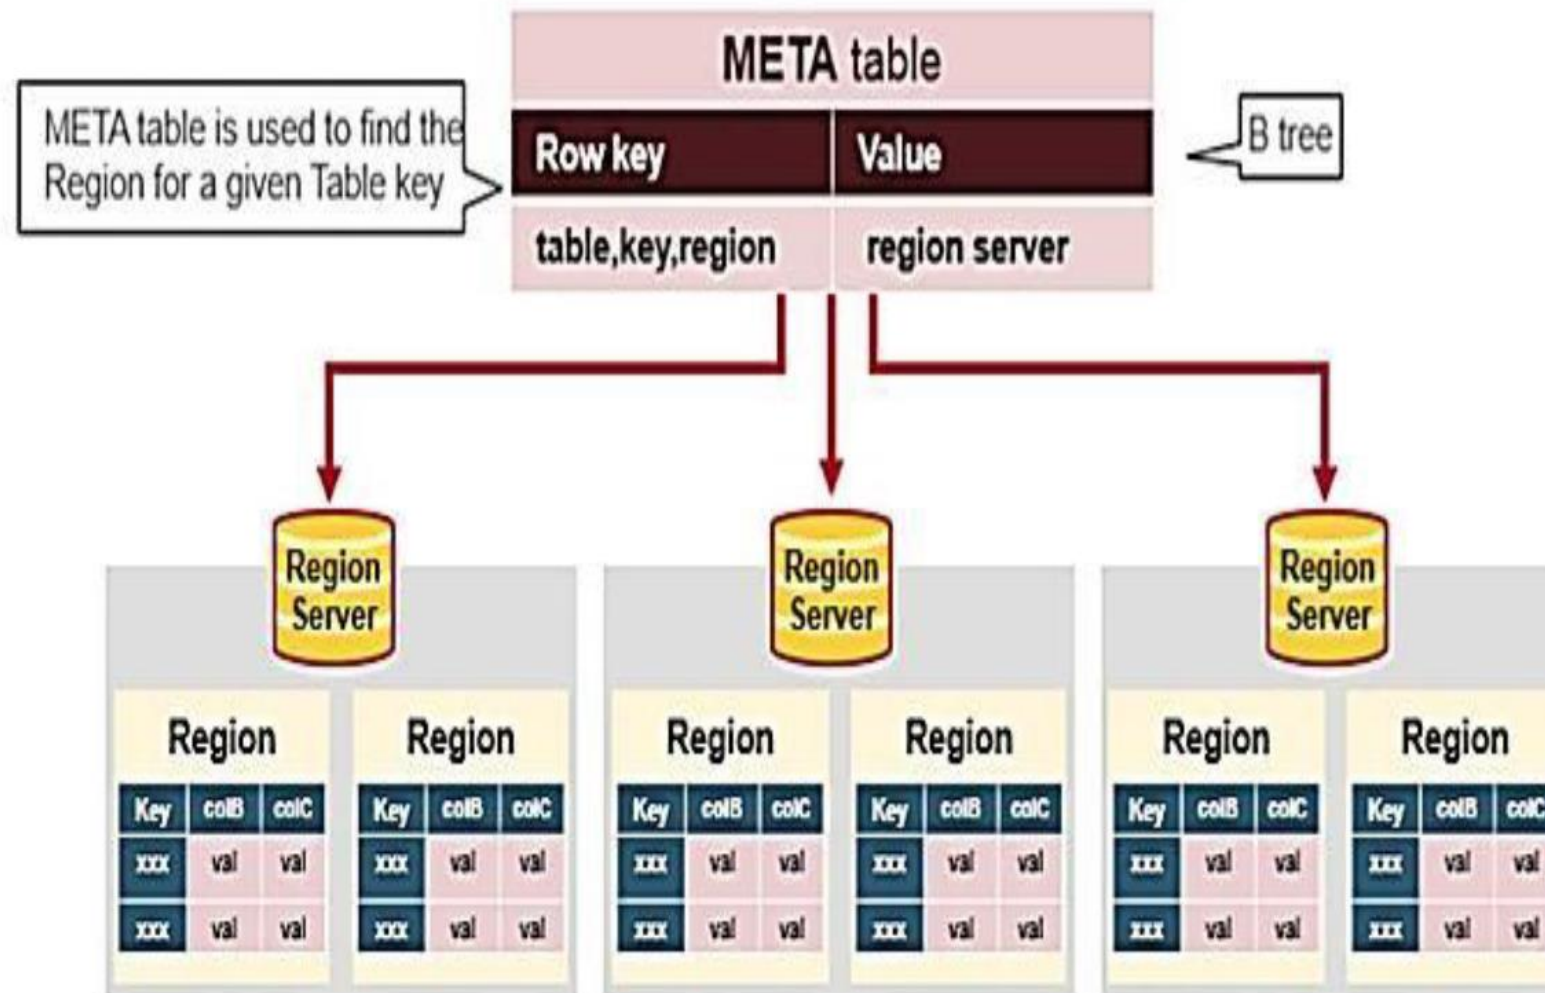 META table
META table is used to find the
Region for a given Table key
Row key Value
B tree
table,key,region region server
Region
Server
Region
Server
Region
Server
Region Region Region Region Region Region
Key colB colC Key colB colC Key colB colC Key colB colC Key colB colC Key colB colC
xxx val val xxx val val xxx val val xxx val val xxx val val xxx val val
xxx val val xxx val val xxx val val xxx val val xxx val val xxx val val